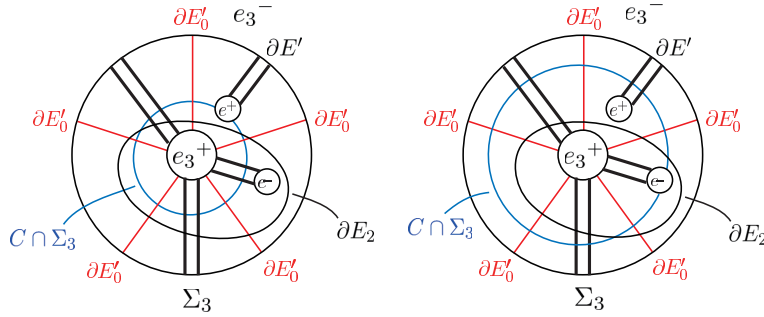 e₃⁻
∂E′
∂E′₀
∂E′₀
∂E′₀
e⁺
e₃⁺
e⁻
C ∩ Σ₃
∂E₂
∂E′₀
∂E′₀
Σ₃
e₃⁻
∂E′
∂E′₀
∂E′₀
∂E′₀
e⁺
e₃⁺
e⁻
C ∩ Σ₃
∂E₂
∂E′₀
∂E′₀
Σ₃